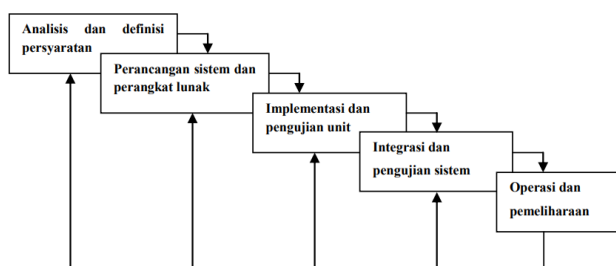 Analisis dan definisi
persyaratan
Perancangan sistem dan
perangkat lunak
Implementasi dan
pengujian unit
Integrasi dan
pengujian sistem
Operasi dan
pemeliharaan